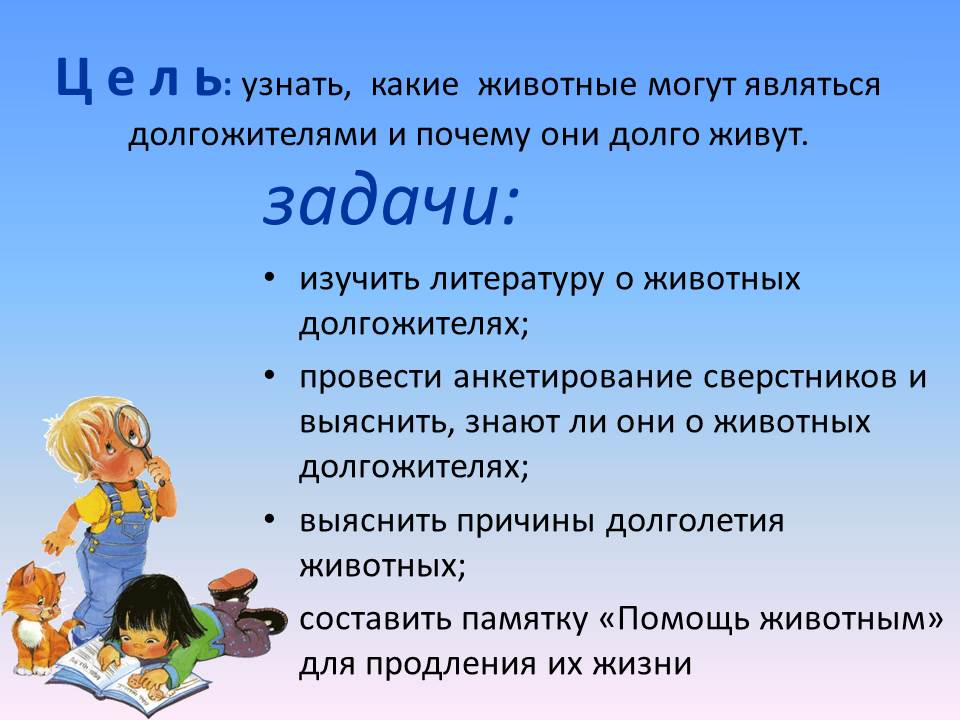 Ц е л ь: узнать, какие животные могут являться
долгожителями и почему они долго живут.
задачи:
• изучить литературу о животных
долгожителях;
• провести анкетирование сверстников и
выяснить, знают ли они о животных
долгожителях;
• выяснить причины долголетия
животных;
составить памятку «Помощь животным»
для продления их жизни